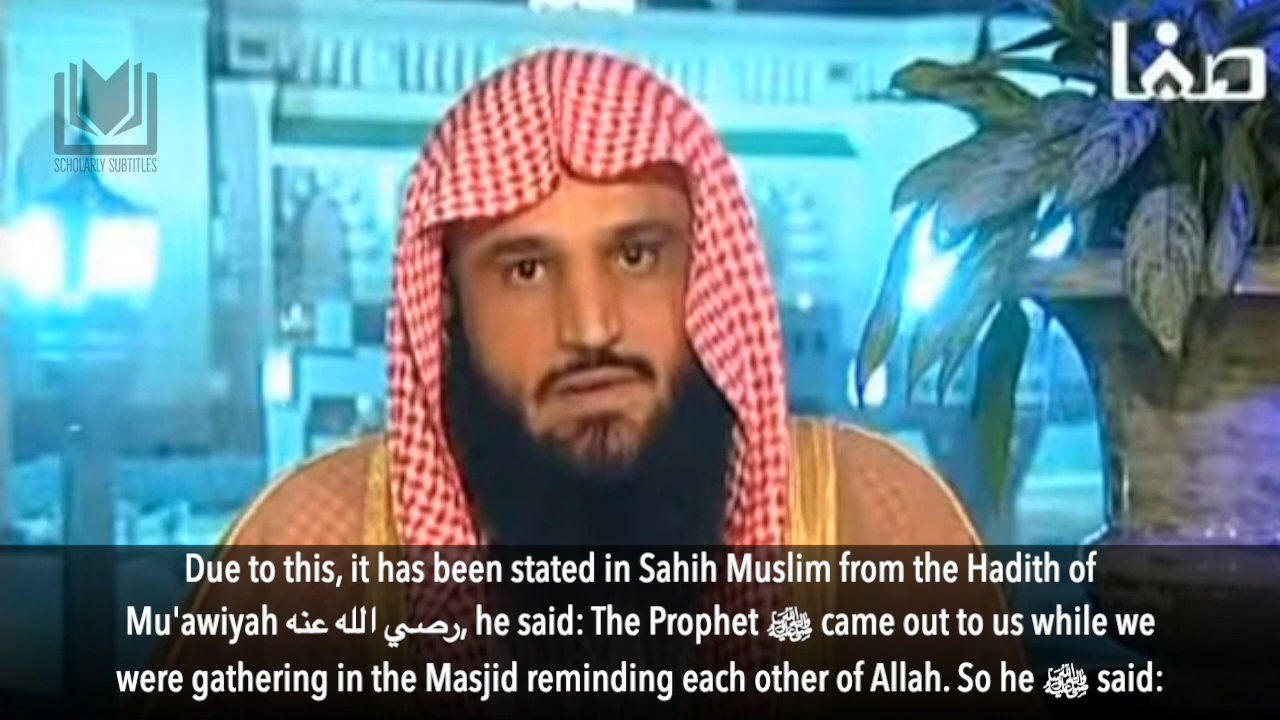 صفا
SCHOLARLY SUBTITLES
Due to this, it has been stated in Sahih Muslim from the Hadith of
Mu'awiyah رصي الله عنه, he said: The Prophet ﷺ came out to us while we
were gathering in the Masjid reminding each other of Allah. So he ﷺ said: